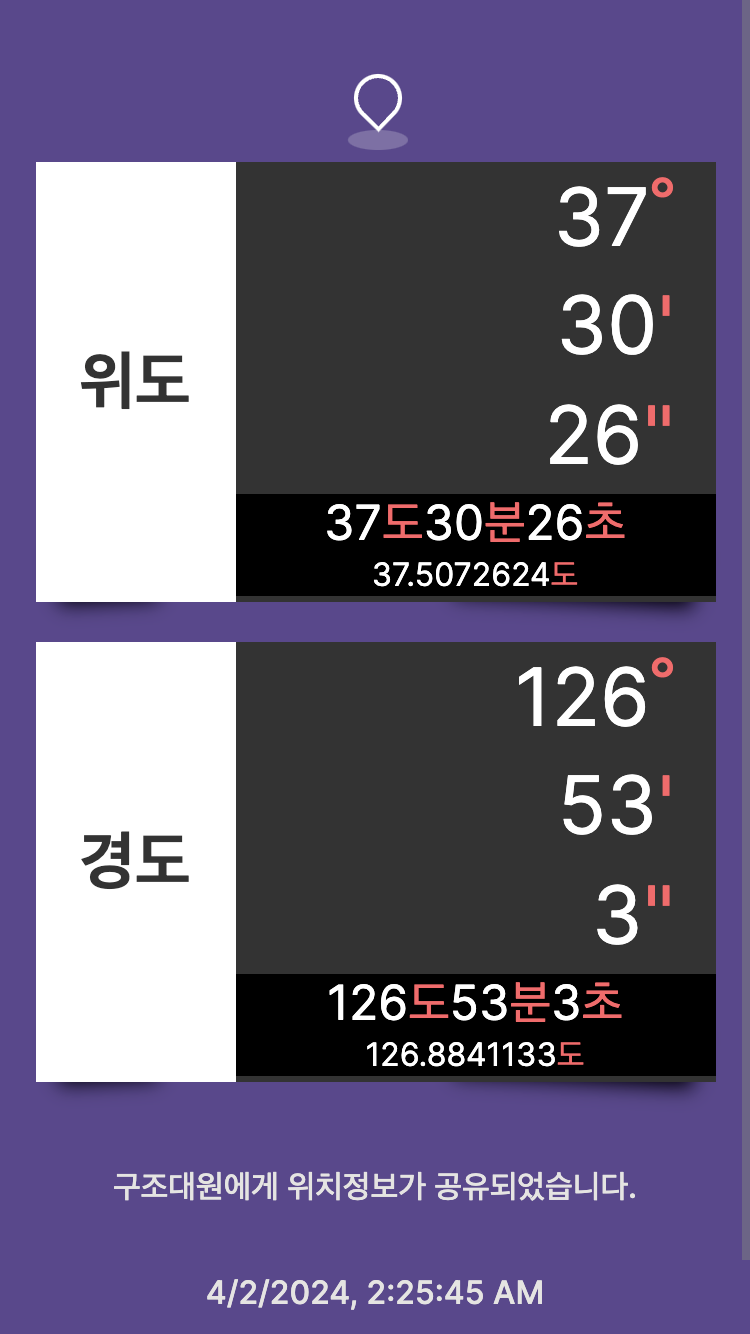 위도
37°
30'
26"
37도30분26초
37.5072624도
경도
126°
53'
3"
126도53분3초
126.8841133도
구조대원에게 위치정보가 공유되었습니다.
4/2/2024, 2:25:45 AM